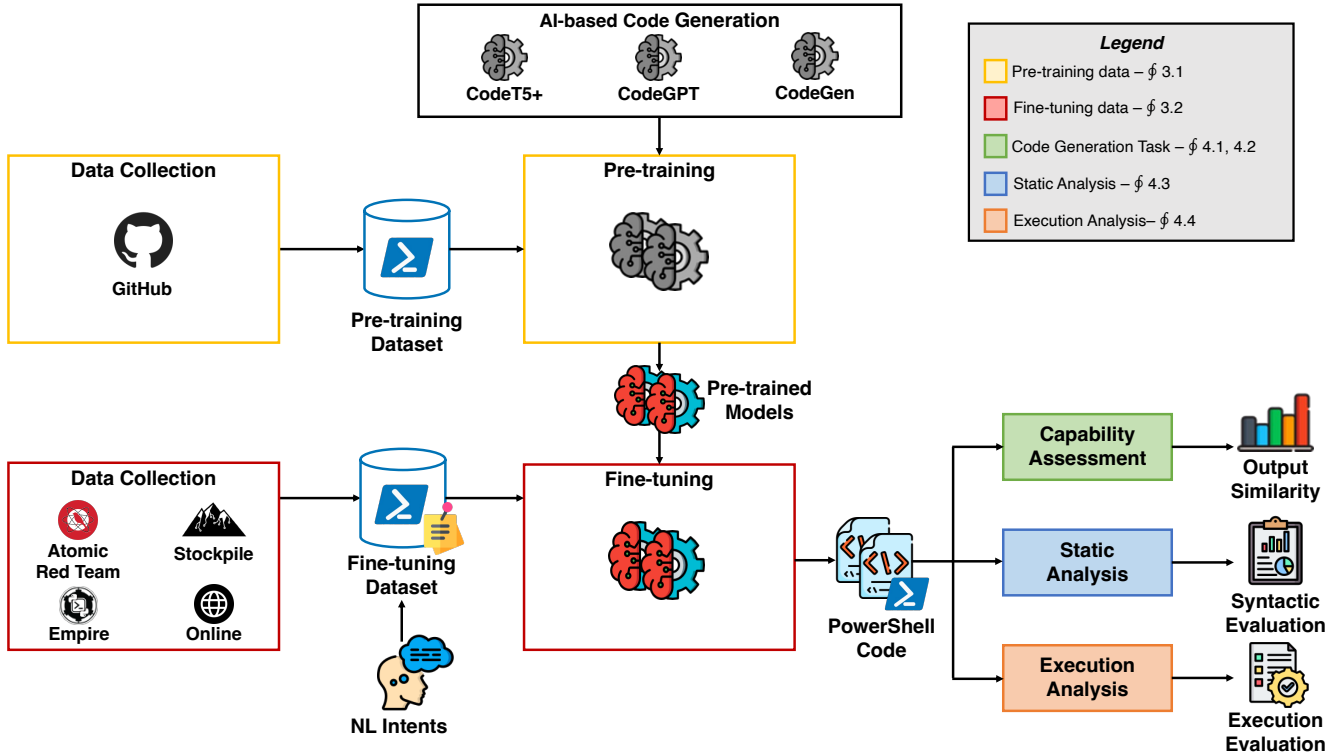 AI-based Code Generation
CodeT5+
CodeGPT
CodeGen
Legend
Pre-training data – ∮ 3.1
Fine-tuning data – ∮ 3.2
Code Generation Task – ∮ 4.1, 4.2
Static Analysis – ∮ 4.3
Execution Analysis– ∮ 4.4
Data Collection
GitHub
Pre-training
Dataset
Pre-training
Pre-trained
Models
Data Collection
Atomic
Red Team
Stockpile
Empire
Online
Fine-tuning
Dataset
NL Intents
Fine-tuning
PowerShell
Code
Capability
Assessment
Output
Similarity
Static
Analysis
Syntactic
Evaluation
Execution
Analysis
Execution
Evaluation